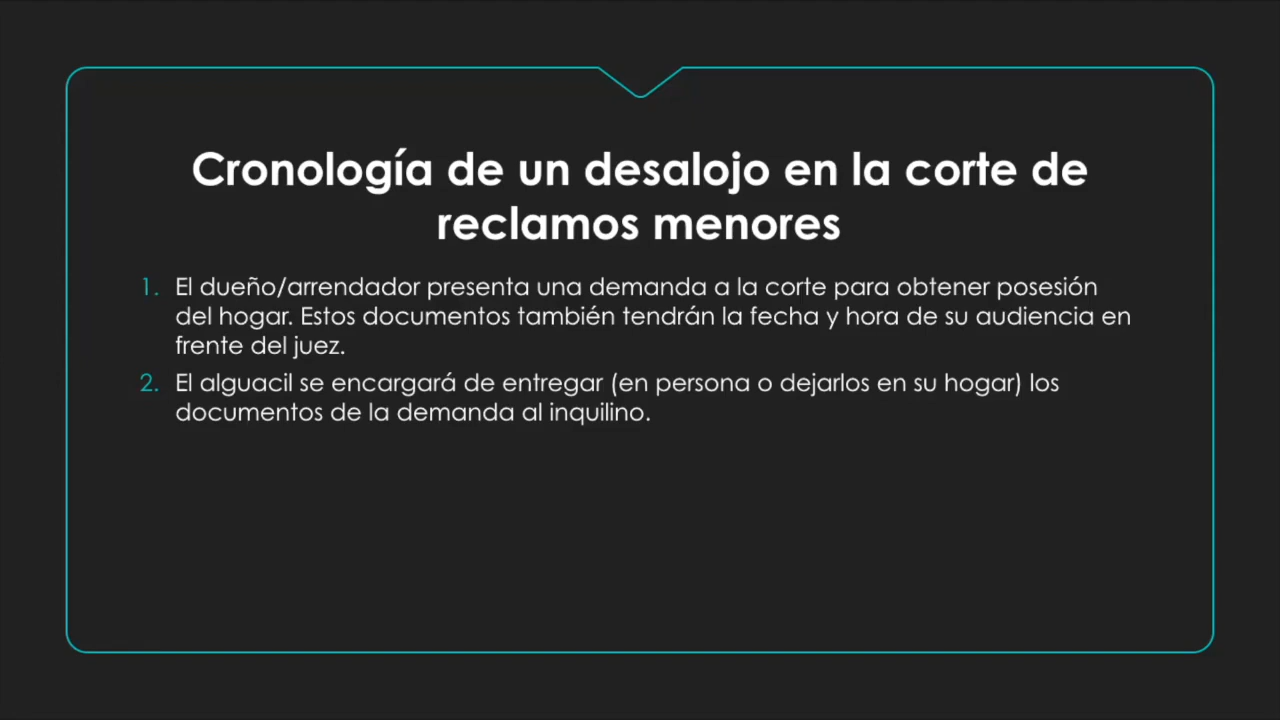 Cronología de un desalojo en la corte de
reclamos menores
1. El dueño/arrendador presenta una demanda a la corte para obtener posesión
del hogar. Estos documentos también tendrán la fecha y hora de su audiencia en
frente del juez.
2. El alguacil se encargará de entregar (en persona o dejarlos en su hogar) los
documentos de la demanda al inquilino.